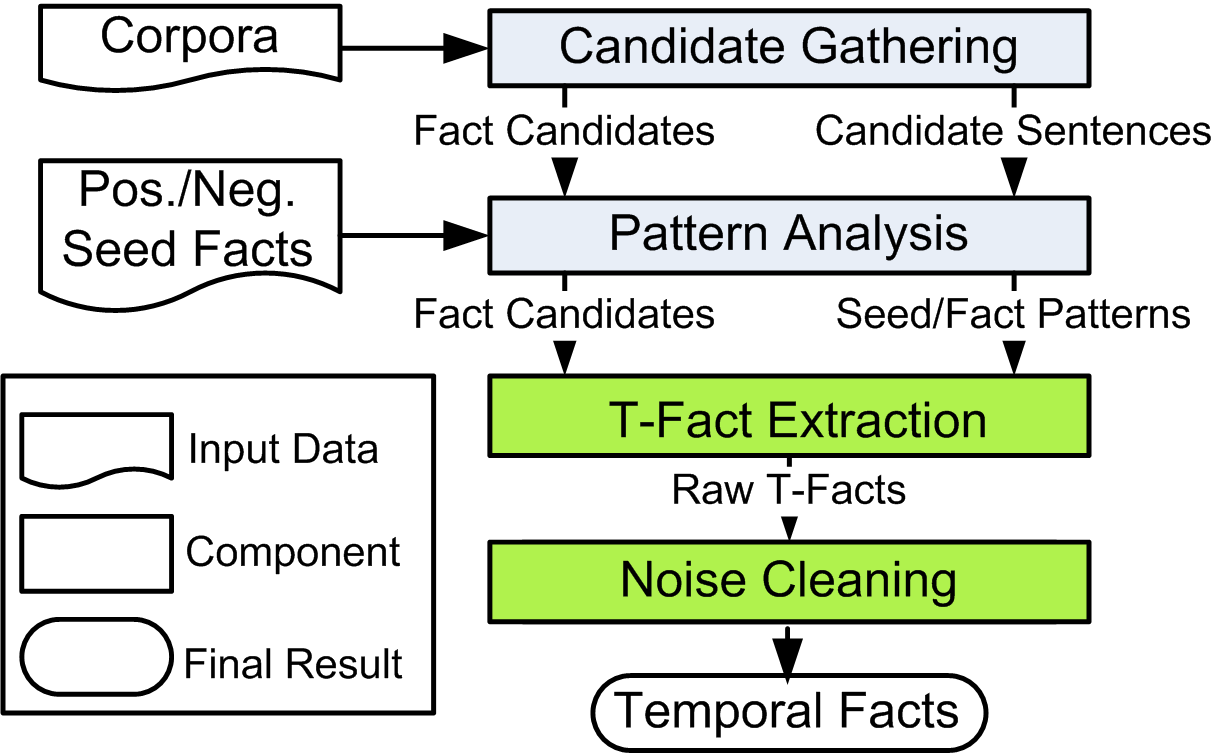 Corpora
Candidate Gathering
Fact Candidates
Candidate Sentences
Pos./Neg.
Seed Facts
Pattern Analysis
Fact Candidates
Seed/Fact Patterns
T-Fact Extraction
Raw T-Facts
Noise Cleaning
Temporal Facts
Input Data
Component
Final Result